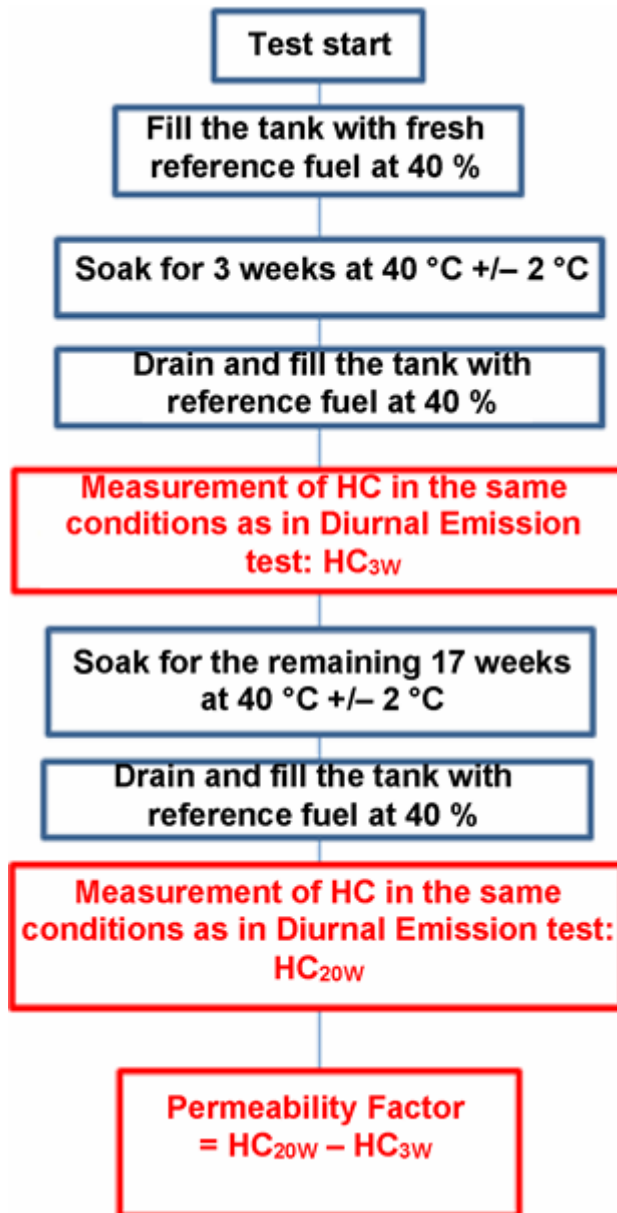 Test start
Fill the tank with fresh
reference fuel at 40 %
Soak for 3 weeks at 40 °C +/– 2 °C
Drain and fill the tank with
reference fuel at 40 %
Measurement of HC in the same
conditions as in Diurnal Emission
test: HC3W
Soak for the remaining 17 weeks
at 40 °C +/– 2 °C
Drain and fill the tank with
reference fuel at 40 %
Measurement of HC in the same
conditions as in Diurnal Emission test:
HC20W
Permeability Factor
= HC20W – HC3W